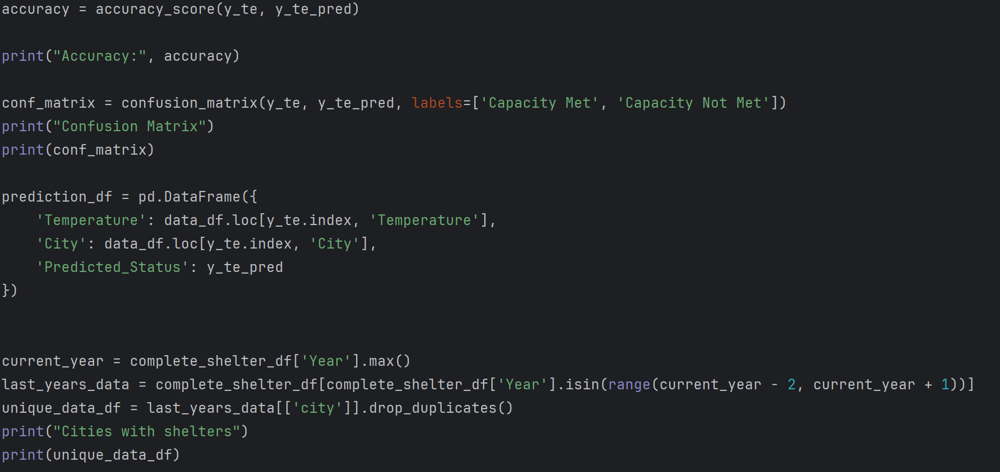 accuracy = accuracy_score(y_te, y_te_pred)
print("Accuracy:", accuracy)
conf_matrix = confusion_matrix(y_te, y_te_pred, labels=['Capacity Met', 'Capacity Not Met'])
print("Confusion Matrix")
print(conf_matrix)
prediction_df = pd.DataFrame({
    'Temperature': data_df.loc[y_te.index, 'Temperature'],
    'City': data_df.loc[y_te.index, 'City'],
    'Predicted_Status': y_te_pred
})
current_year = complete_shelter_df['Year'].max()
last_years_data = complete_shelter_df[complete_shelter_df['Year'].isin(range(current_year - 2, current_year + 1))]
unique_data_df = last_years_data[['city']].drop_duplicates()
print("Cities with shelters")
print(unique_data_df)